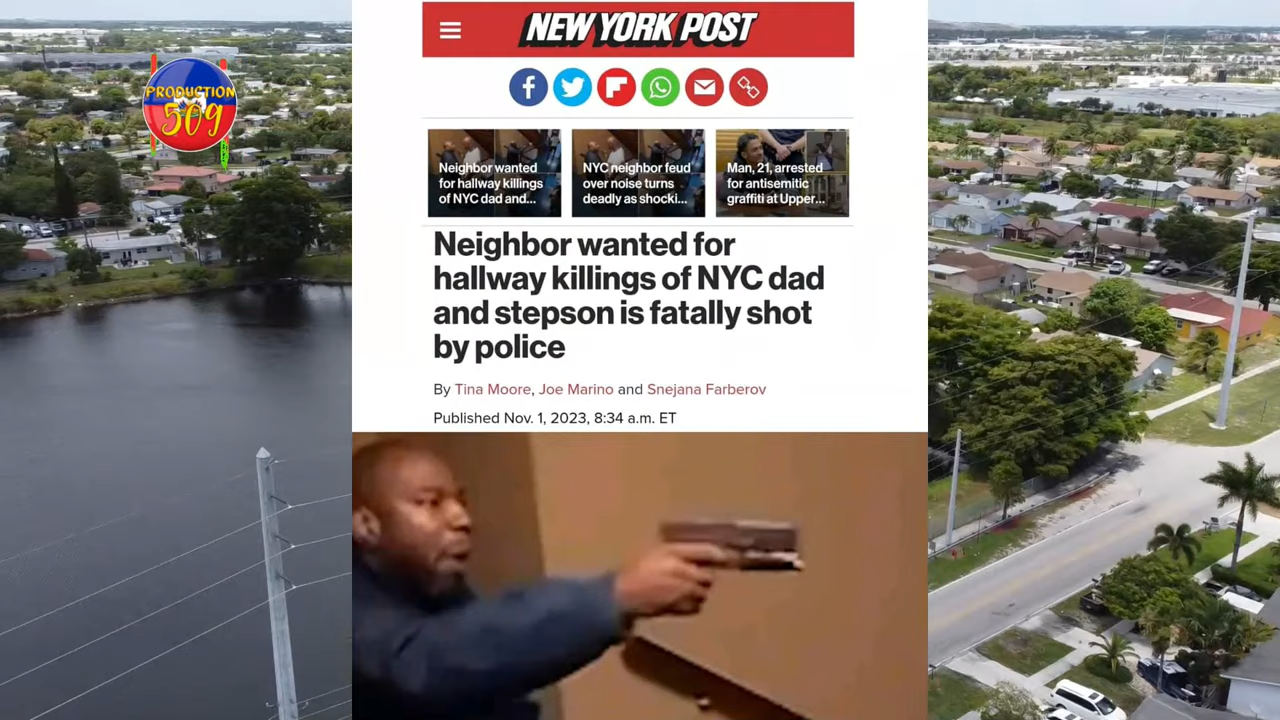 NEW YORK POST
PRODUCTION
509
Neighbor wanted
for hallway killings
of NYC dad and...
NYC neighbor feud
over noise turns
deadly as shocki...
Man, 21, arrested
for antisemitic
graffiti at Upper...
Neighbor wanted for
hallway killings of NYC dad
and stepson is fatally shot
by police
By Tina Moore, Joe Marino and Snejana Farberov
Published Nov. 1, 2023, 8:34 a.m. ET